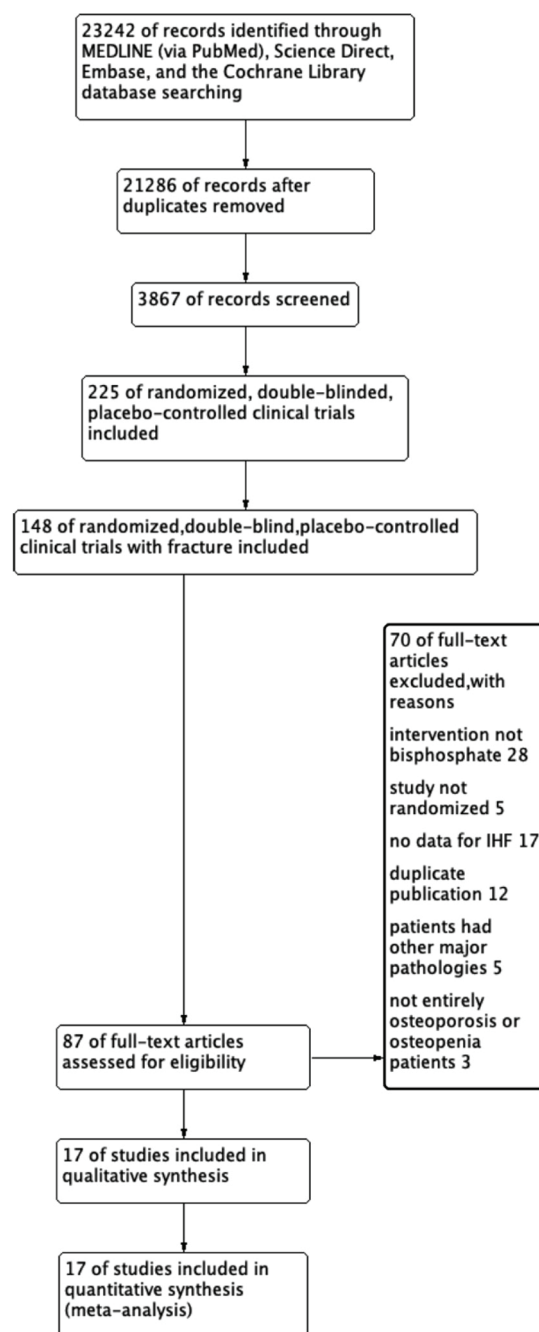 23242 of records identified through
MEDLINE (via PubMed), Science Direct,
Embase, and the Cochrane Library
database searching
21286 of records after
duplicates removed
3867 of records screened
225 of randomized, double-blinded,
placebo-controlled clinical trials
included
148 of randomized,double-blind,placebo-controlled
clinical trials with fracture included
70 of full-text
articles
excluded,with
reasons
intervention not
bisphosphate 28
study not
randomized 5
no data for IHF 17
duplicate
publication 12
patients had
other major
pathologies 5
not entirely
osteoporosis or
osteopenia
patients 3
87 of full-text articles
assessed for eligibility
17 of studies included in
qualitative synthesis
17 of studies included in
quantitative synthesis
(meta-analysis)